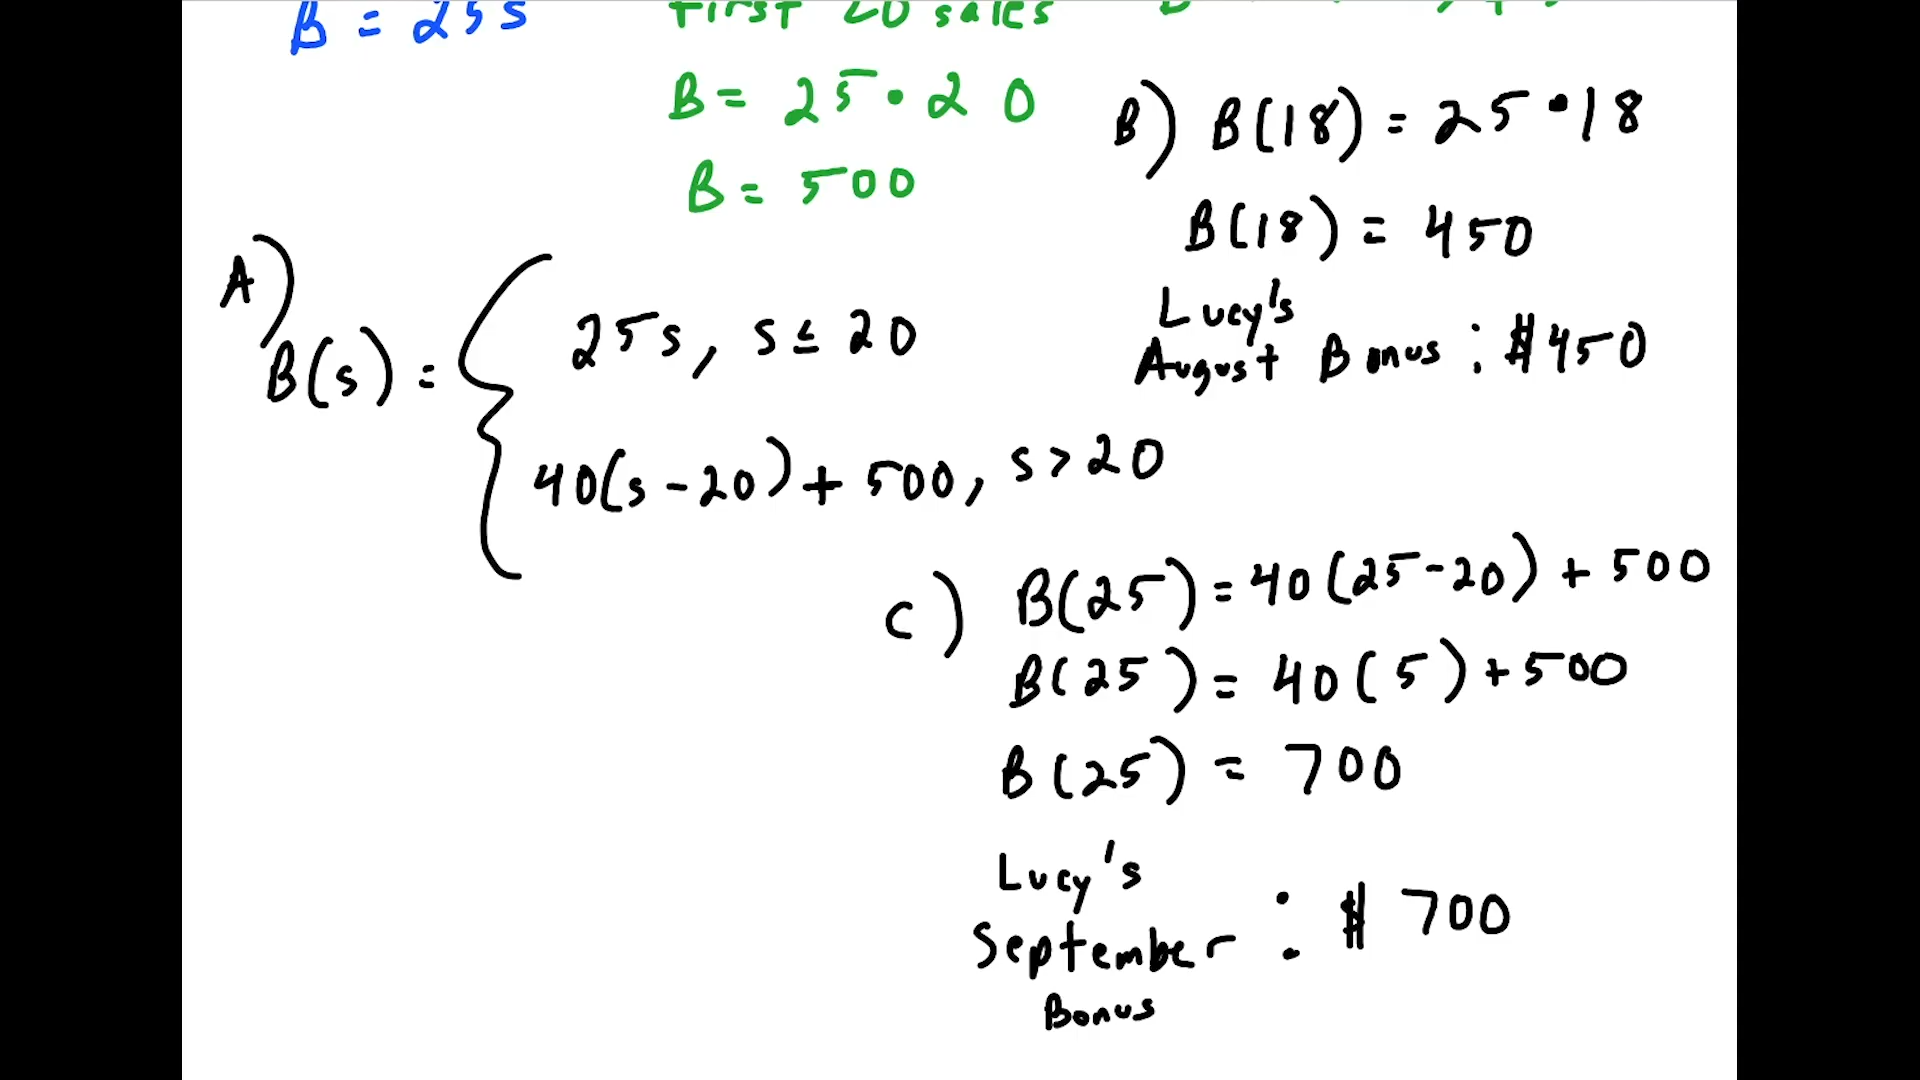 B = 25s
first 20 sales
B = 25 • 20
B = 500
A)
B(s) = { 25s, s ≤ 20
40(s - 20) + 500, s > 20
B) B(18) = 25 • 18
B(18) = 450
Lucy's
August Bonus : $450
C) B(25) = 40(25-20) + 500
B(25) = 40(5) + 500
B(25) = 700
Lucy's
September : $ 700
Bonus